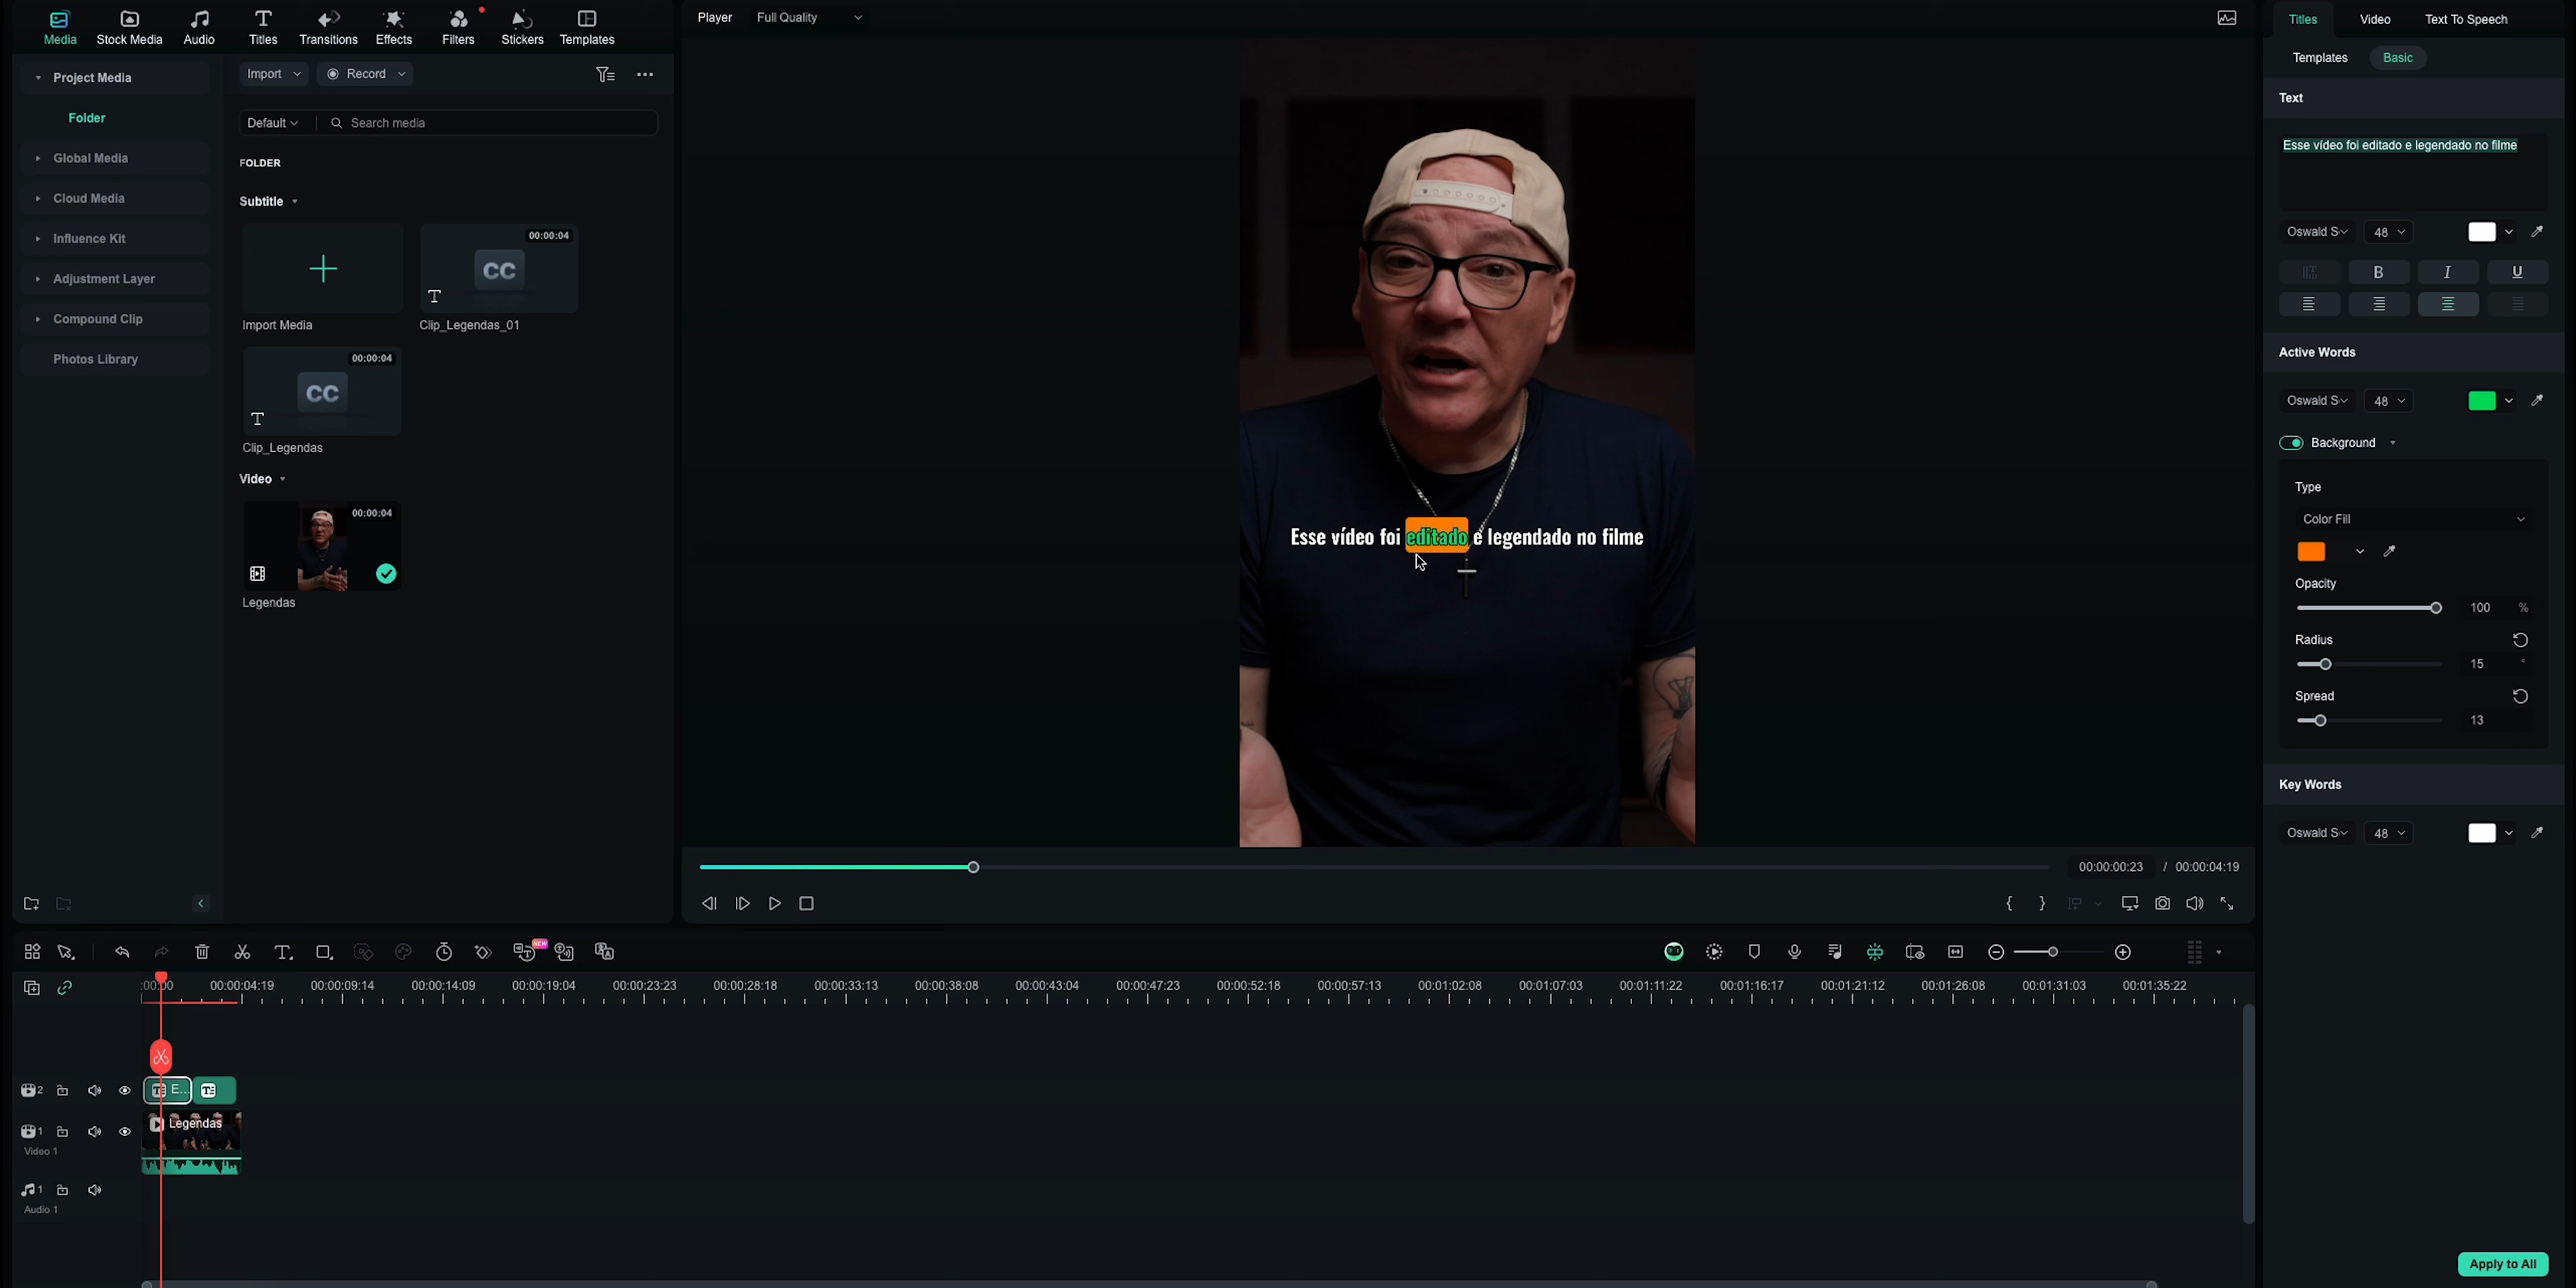 Media
Stock Media
Audio
Titles
Transitions
Effects
Filters
Stickers
Templates
Project Media
Folder
Global Media
Cloud Media
Influence Kit
Adjustment Layer
Compound Clip
Photos Library
Import
Record
Default
Search media
FOLDER
Subtitle
Import Media
00:00:04
CC
T
Clip_Legendas_01
00:00:04
CC
T
Clip_Legendas
Video
00:00:04
Legendas
Player
Full Quality
Esse vídeo foi editado e legendado no filme
00:00:00:23 / 00:00:04:19
{ }
Titles
Video
Text To Speech
Templates
Basic
Text
Esse vídeo foi editado e legendado no filme
Oswald S
48
B
I
U
Active Words
Oswald S
48
Background
Type
Color Fill
Opacity
100 %
Radius
15 °
Spread
13
Key Words
Oswald S
48
Apply to All
NEW
:00:00 00:00:04:19 00:00:09:14 00:00:14:09 00:00:19:04 00:00:23:23 00:00:28:18 00:00:33:13 00:00:38:08 00:00:43:04 00:00:47:23 00:00:52:18 00:00:57:13 00:01:02:08 00:01:07:03 00:01:11:22 00:01:16:17 00:01:21:12 00:01:26:08 00:01:31:03 00:01:35:22
2
E...
1
Legendas
Video 1
1
Audio 1